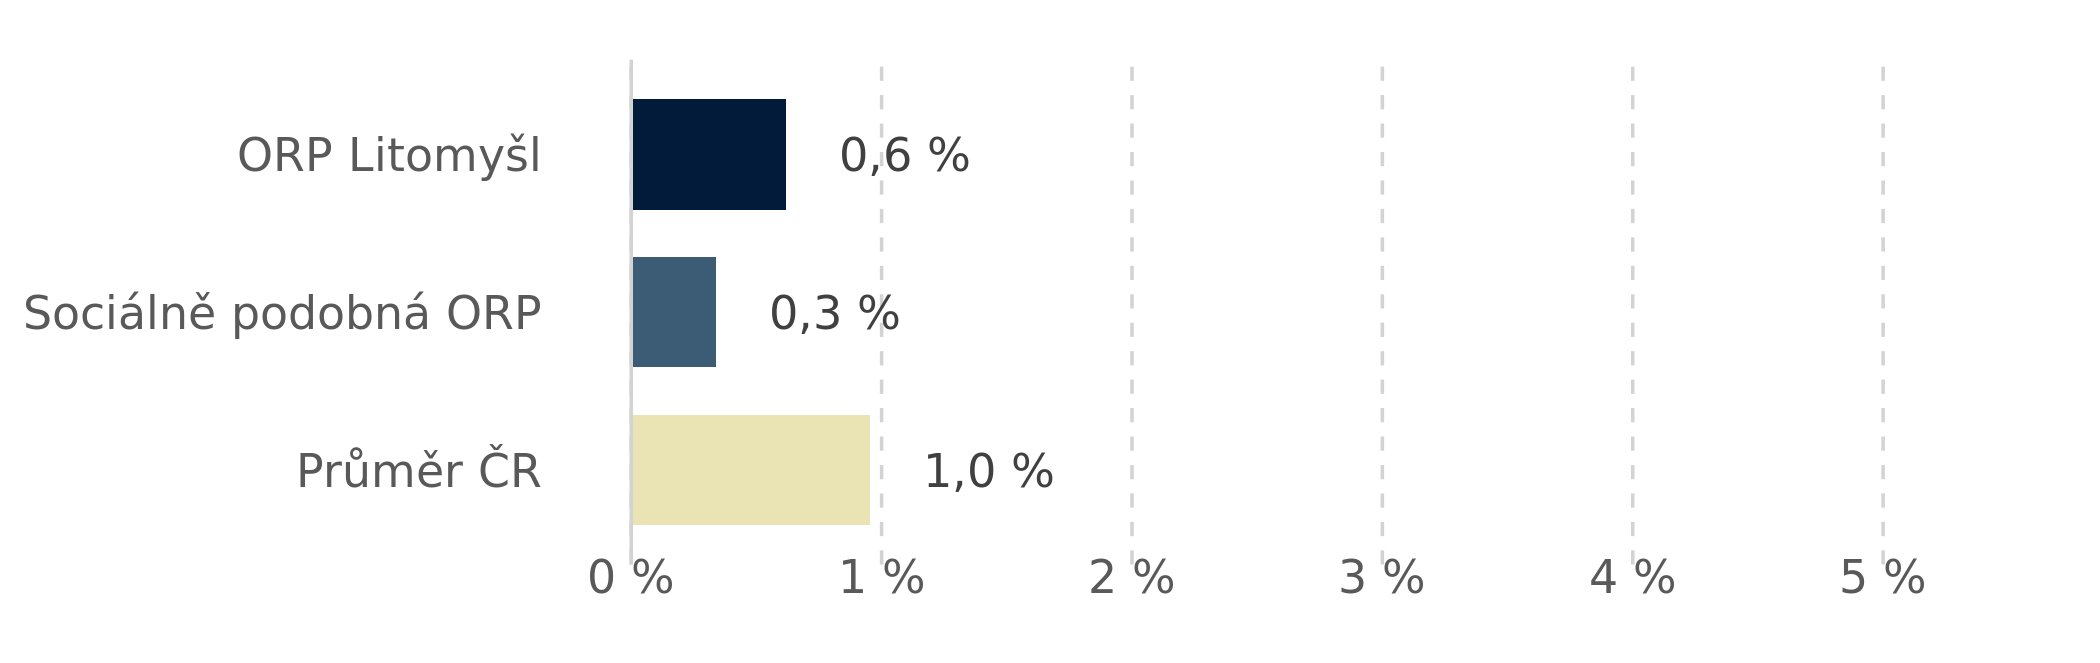 ORP Litomyšl
0,6 %
Sociálně podobná ORP
0,3 %
Průměr ČR
1,0 %
0 % 1 % 2 % 3 % 4 % 5 %